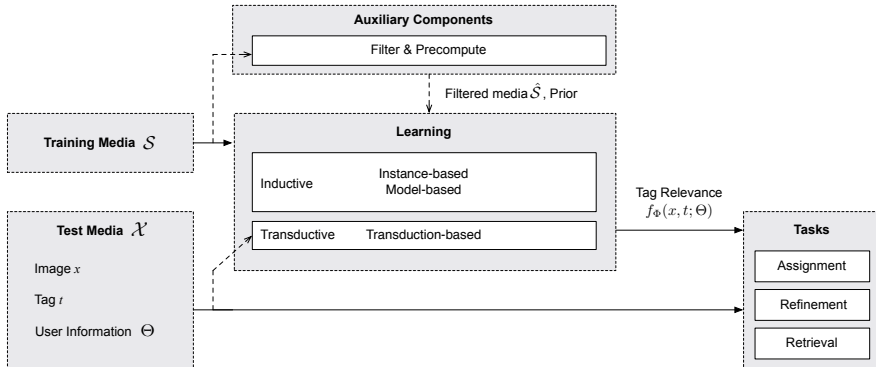 Auxiliary Components
Filter & Precompute
Filtered media Ŝ, Prior
Training Media S
Learning
Inductive
Instance-based
Model-based
Transductive
Transduction-based
Tag Relevance
f_Φ(x, t; Θ)
Test Media X
Image x
Tag t
User Information Θ
Tasks
Assignment
Refinement
Retrieval